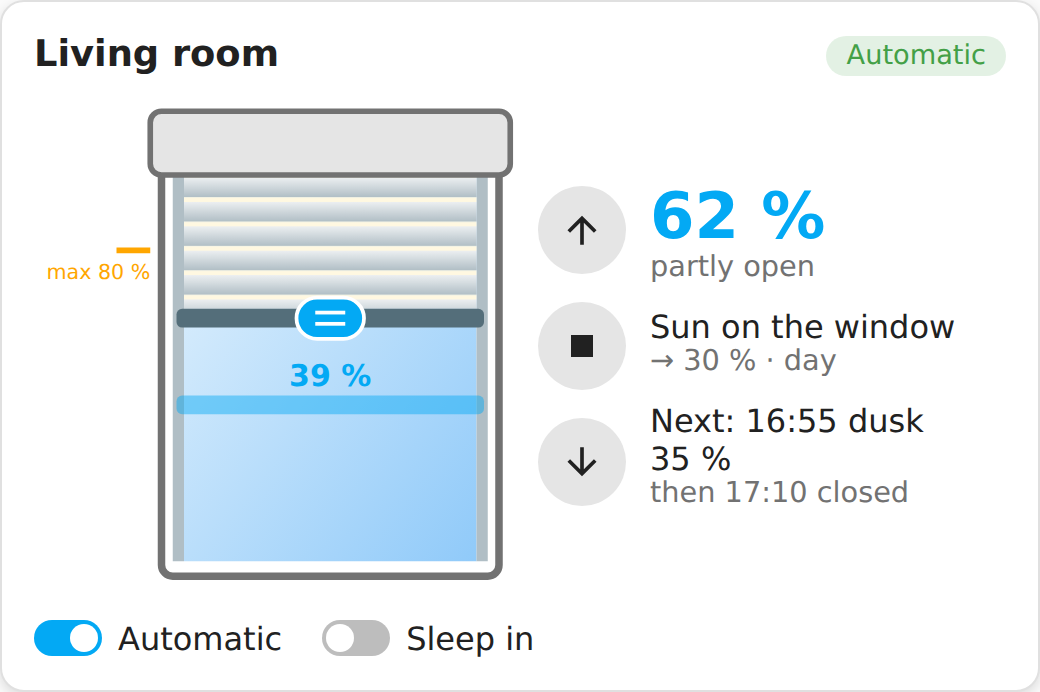 Living room
Automatic
max 80 %
39 %
62 %
partly open
Sun on the window
→ 30 % · day
Next: 16:55 dusk
35 %
then 17:10 closed
Automatic
Sleep in